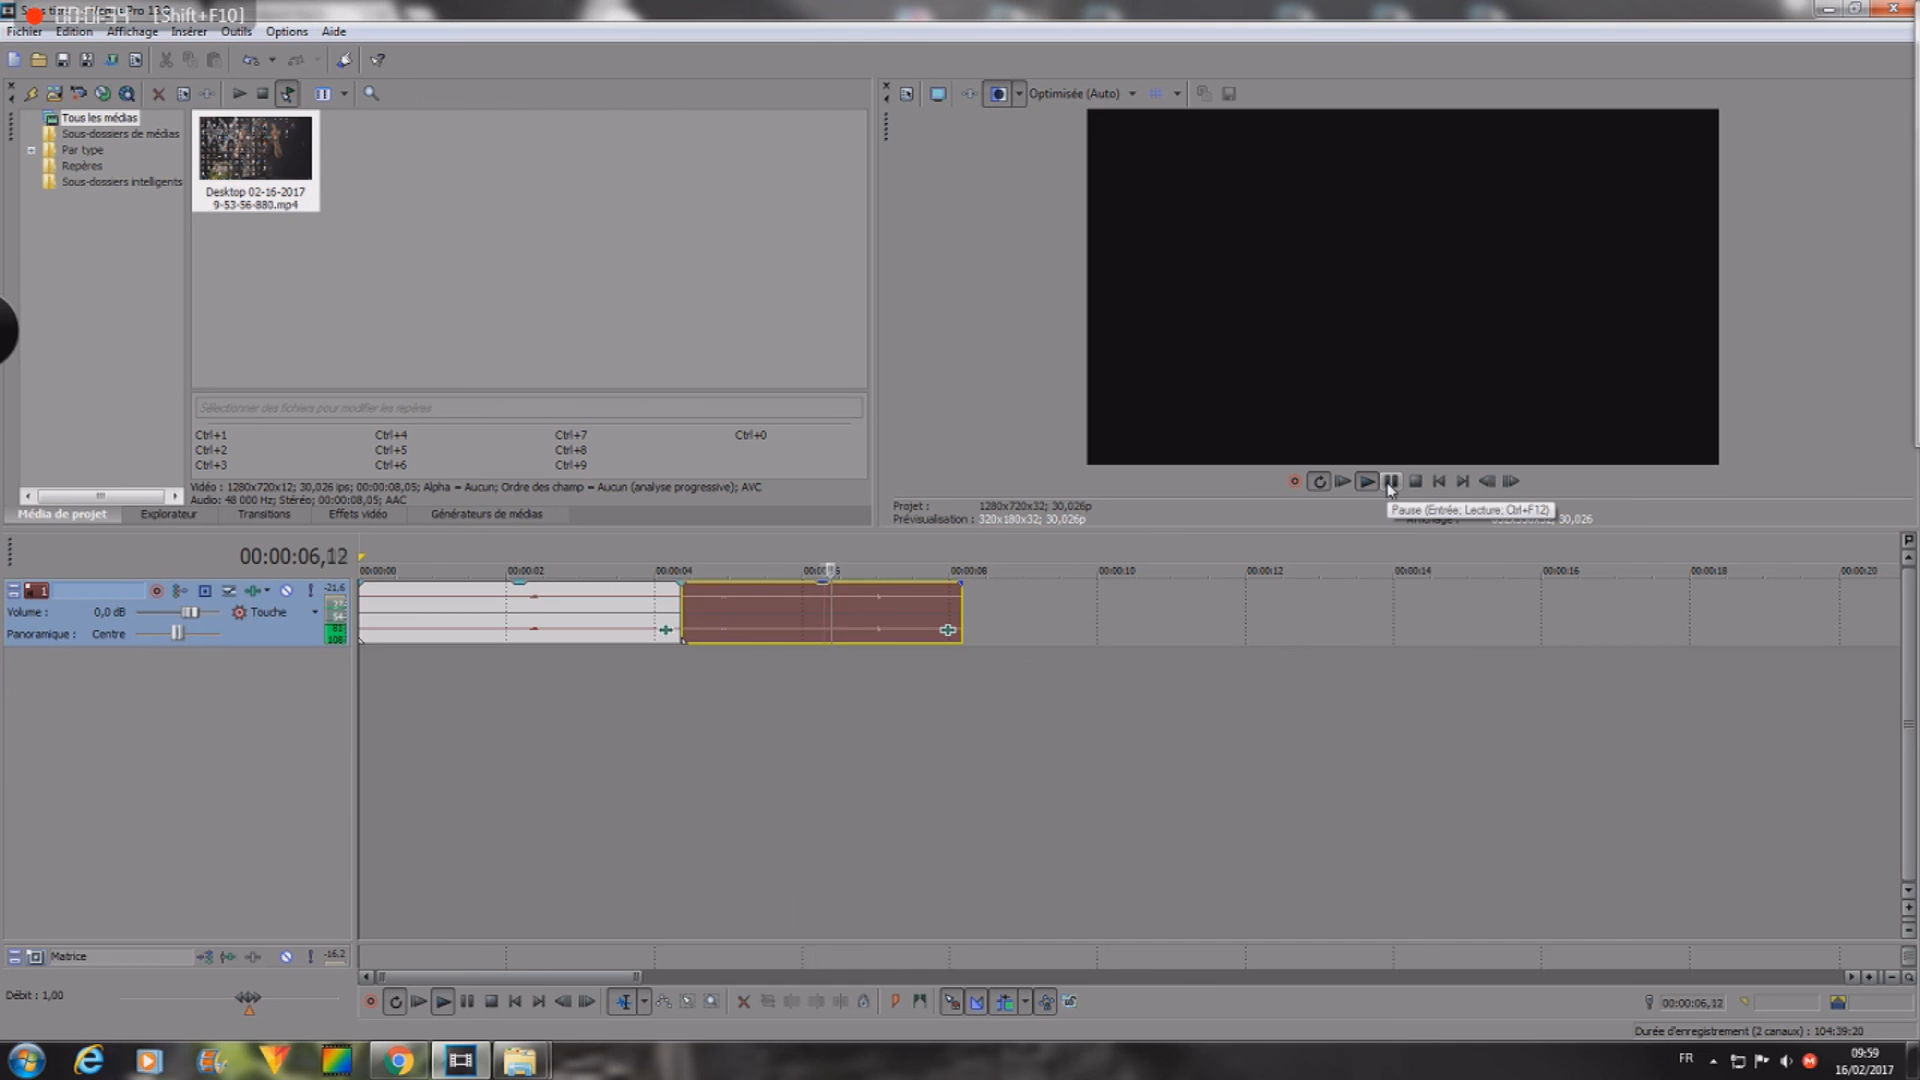 [Shift+F10]
Fichier Edition Affichage Insérer Outils Options Aide
Optimisée (Auto)
Tous les médias
Sous-dossiers de médias
Par type
Repères
Sous-dossiers intelligents
Desktop 02-16-2017
9-53-56-880.mp4
Sélectionner des fichiers pour modifier les repères
Ctrl+1 Ctrl+4 Ctrl+7 Ctrl+0
Ctrl+2 Ctrl+5 Ctrl+8
Ctrl+3 Ctrl+6 Ctrl+9
Vidéo : 1280x720x12; 30,026 ips; 00:00:08,05; Alpha = Aucun; Ordre des champ = Aucun (analyse progressive); AVC
Audio: 48 000 Hz; Stéréo; 00:00:08,05; AAC
Média de projet Explorateur Transitions Effets vidéo Générateurs de médias
Projet : 1280x720x32; 30,026p
Prévisualisation : 320x180x32; 30,026p
Pause (Entrée; Lecture; Ctrl+F12)
30,026
00:00:06,12
00:00:00 00:00:02 00:00:04 00:00:08 00:00:10 00:00:12 00:00:14 00:00:16 00:00:18 00:00:20
1 -21,6
Volume : 0,0 dB Touche
Panoramique : Centre
Matrice -16,2
Débit : 1,00
00:00:06,12
Durée d'enregistrement (2 canaux) : 104:39:20
FR
09:59
16/02/2017